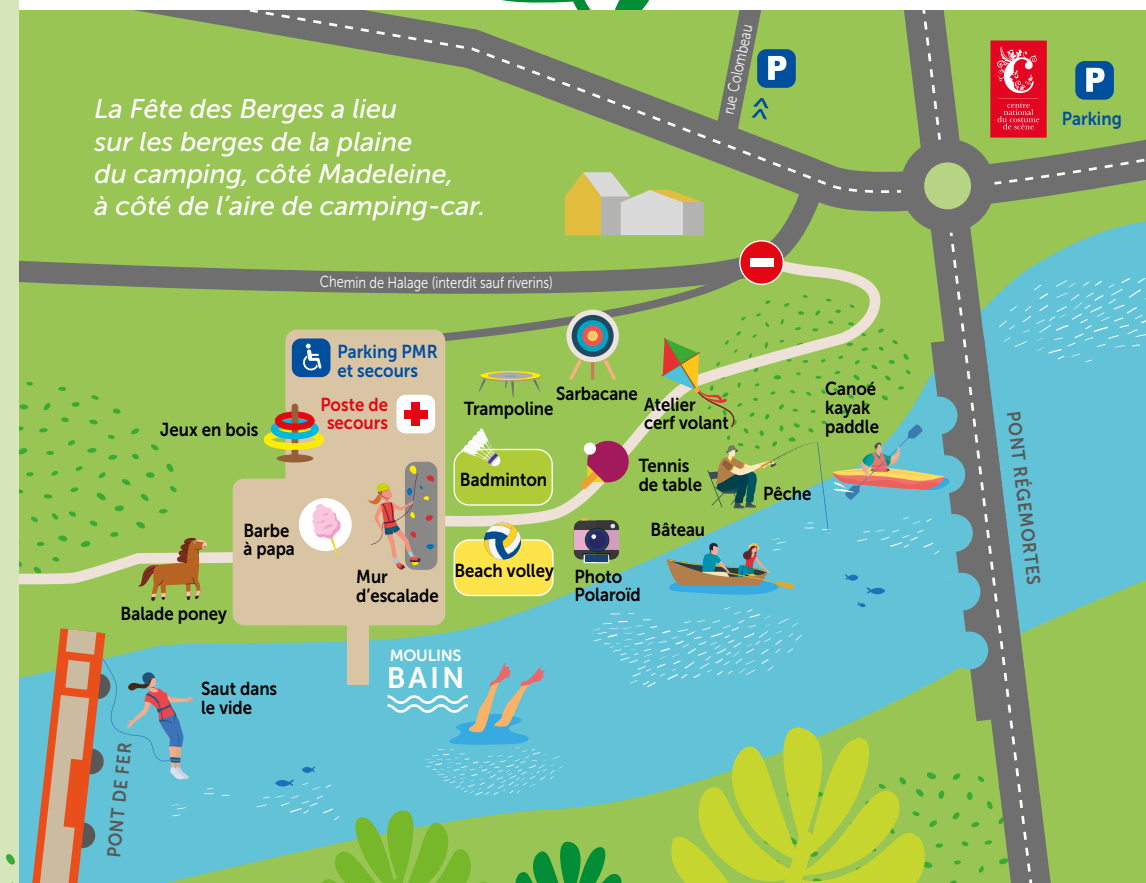 La Fête des Berges a lieu
sur les berges de la plaine
du camping, côté Madeleine,
à côté de l’aire de camping-car.
rue Colombeau
P
centre
national
du costume
de scène
P
Parking
Chemin de Halage (interdit sauf riverins)
Parking PMR
et secours
Poste de
secours
Jeux en bois
Trampoline
Sarbacane
Atelier
cerf volant
Canoé
kayak
paddle
Badminton
Tennis
de table
Pêche
PONT RÉGEMORTES
Barbe
à papa
Mur
d’escalade
Beach volley
Photo
Polaroïd
Bâteau
Balade poney
MOULINS
BAIN
Saut dans
le vide
PONT DE FER